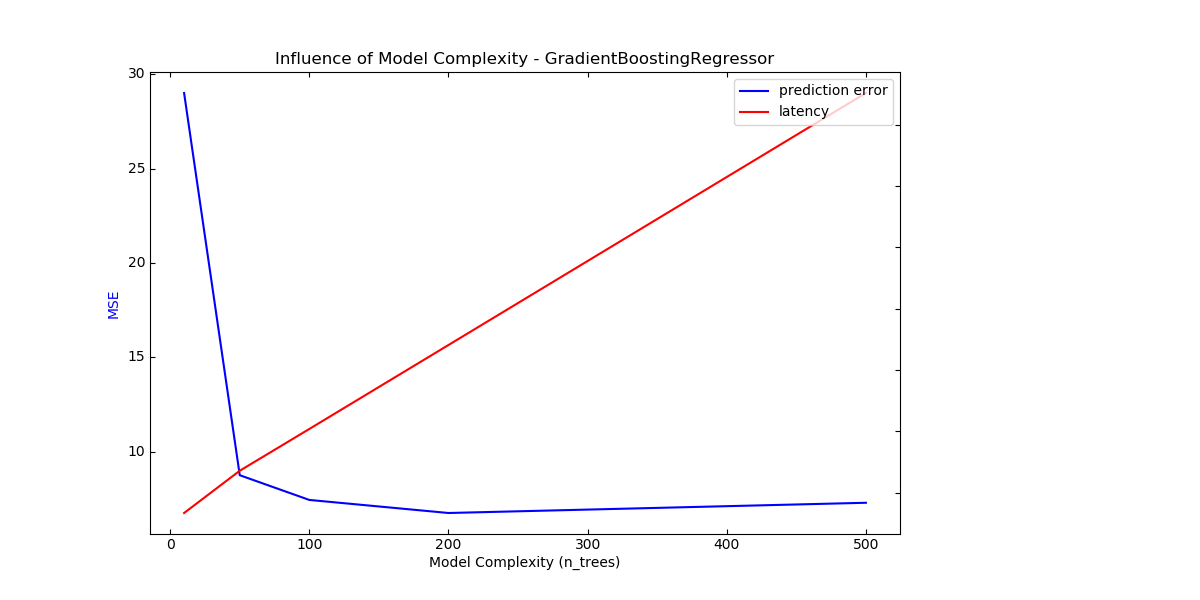 Influence of Model Complexity - GradientBoostingRegressor
prediction error
latency
30
25
20
15
10
MSE
0 100 200 300 400 500
Model Complexity (n_trees)